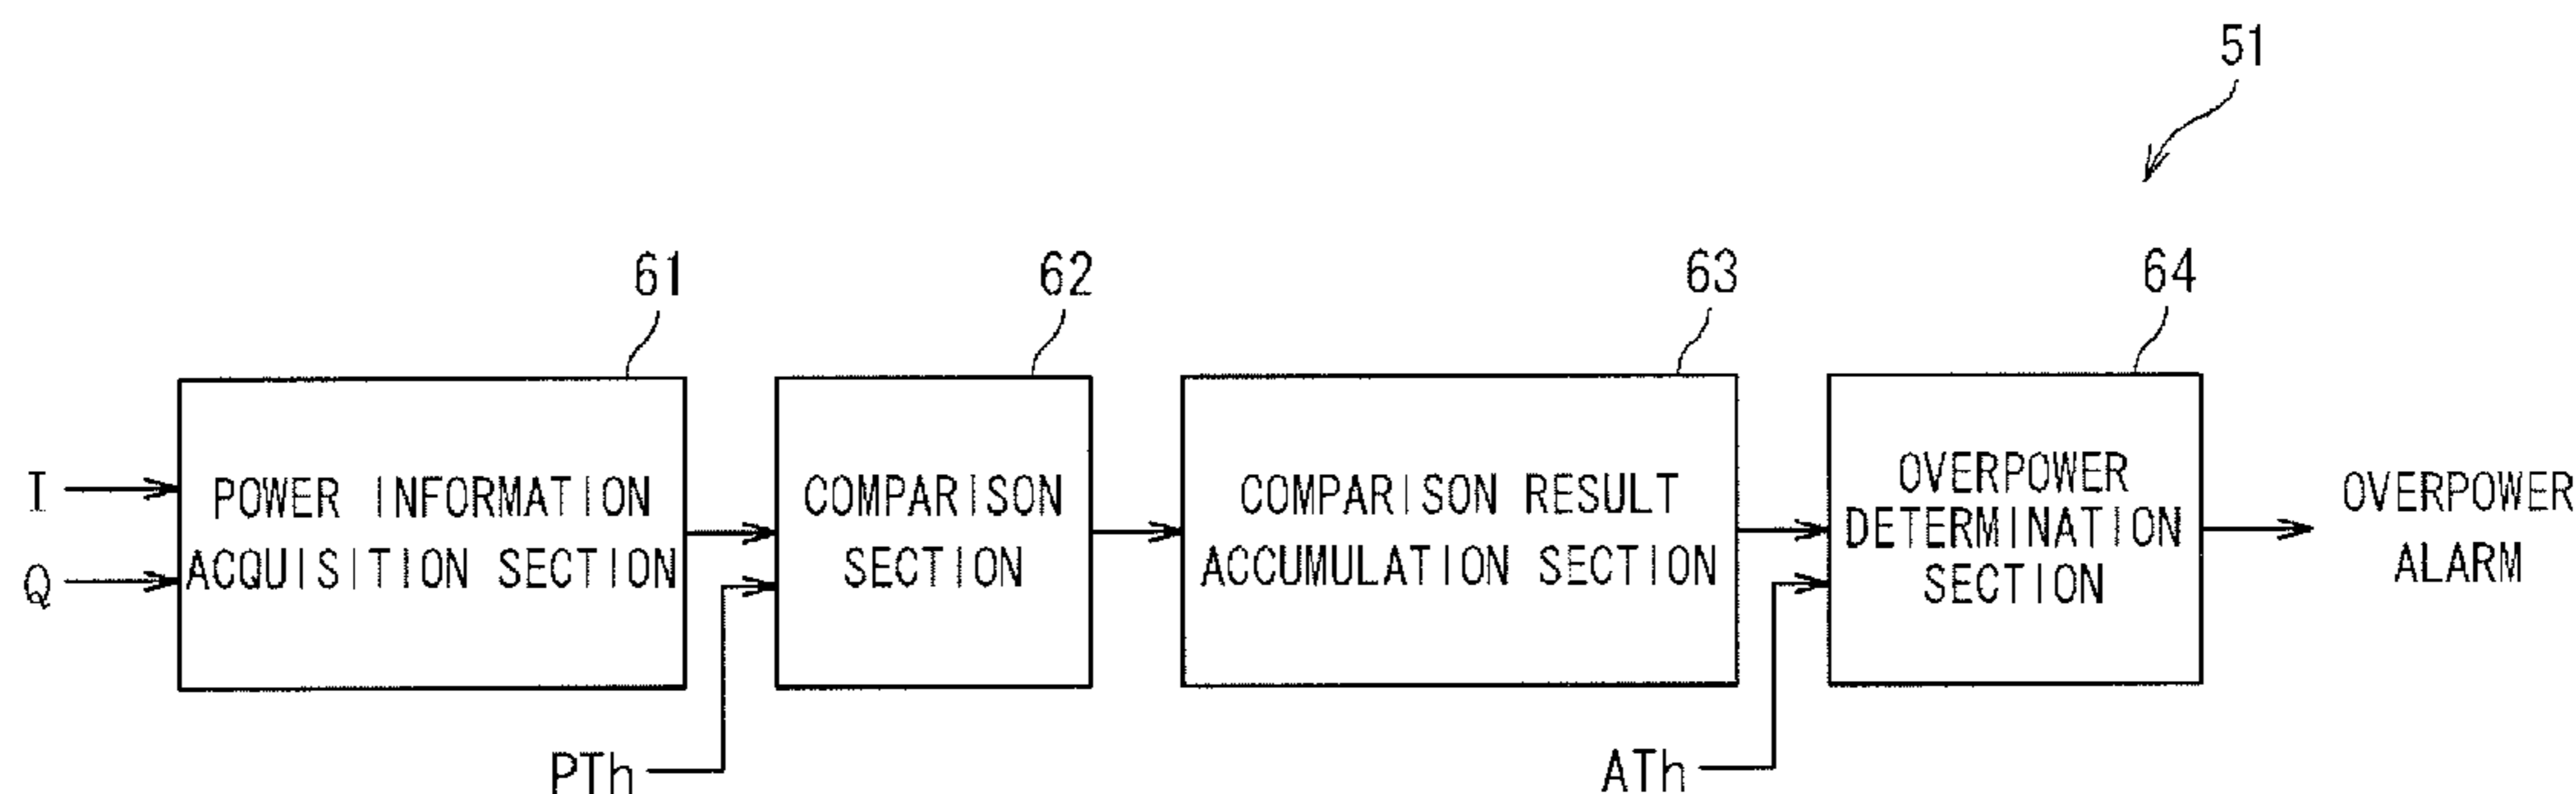 51
61
62
63
64
I
Q
POWER INFORMATION
ACQUISITION SECTION
COMPARISON
SECTION
COMPARISON RESULT
ACCUMULATION SECTION
OVERPOWER
DETERMINATION
SECTION
OVERPOWER
ALARM
PTh
ATh